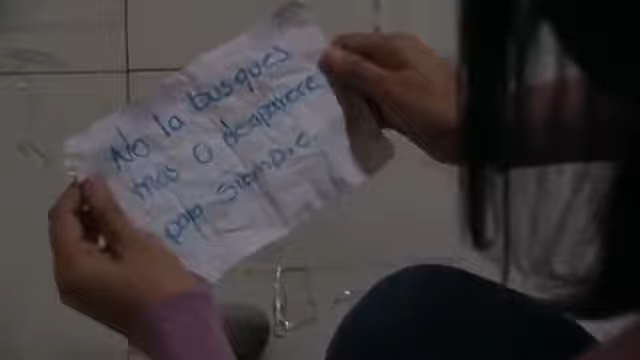 No la busques
mas o desaparece
para siempre